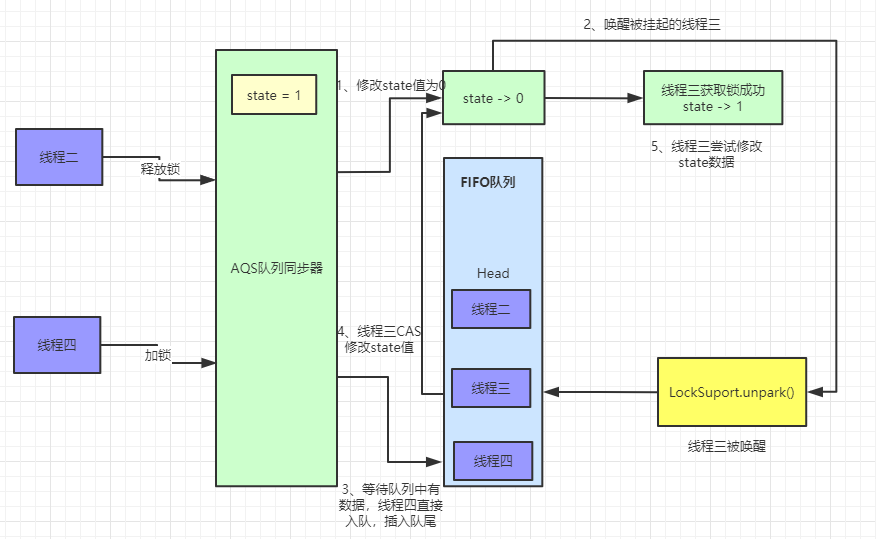 2、唤醒被挂起的线程三
state = 1
1、修改state值为0
state -> 0
线程三获取锁成功
state -> 1
5、线程三尝试修改
state数据
线程二
释放锁
FIFO队列
AQS队列同步器
Head
线程二
线程四
加锁
4、线程三CAS
修改state值
线程三
LockSuport.unpark()
线程三被唤醒
线程四
3、等待队列中有
数据，线程四直接
入队，插入队尾